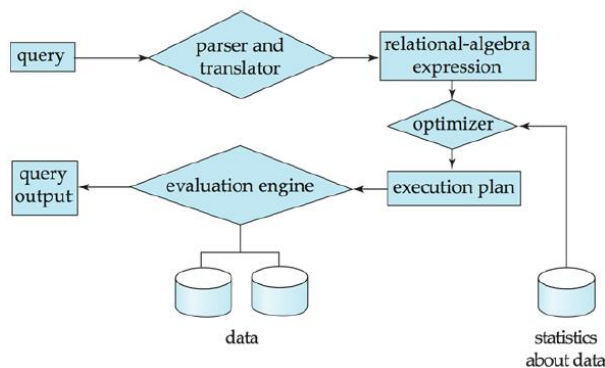 query
parser and
translator
relational-algebra
expression
optimizer
query
output
evaluation engine
execution plan
data
statistics
about data